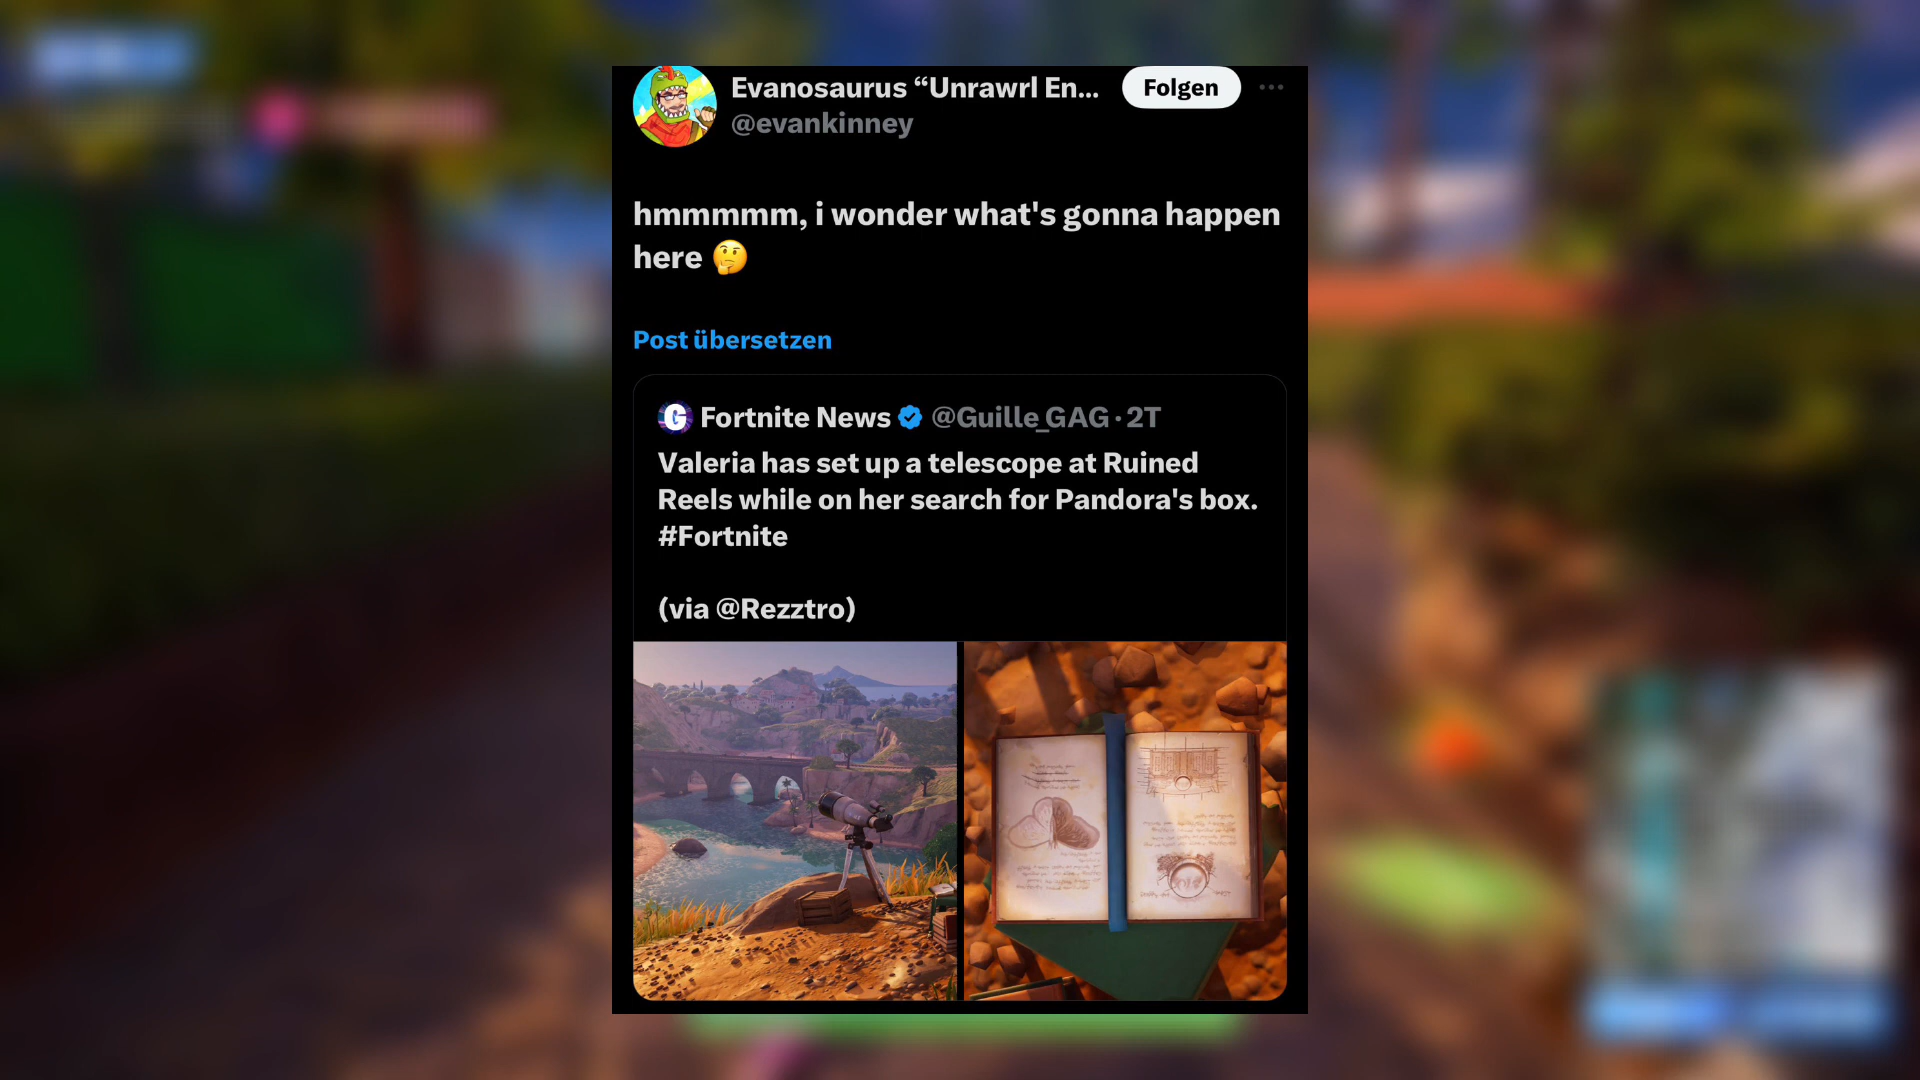 Evanosaurus “Unrawrl En...
Folgen
@evankinney
hmmmmm, i wonder what's gonna happen
here 🤔
Post übersetzen
Fortnite News @Guille_GAG · 2T
Valeria has set up a telescope at Ruined
Reels while on her search for Pandora's box.
#Fortnite
(via @Rezztro)